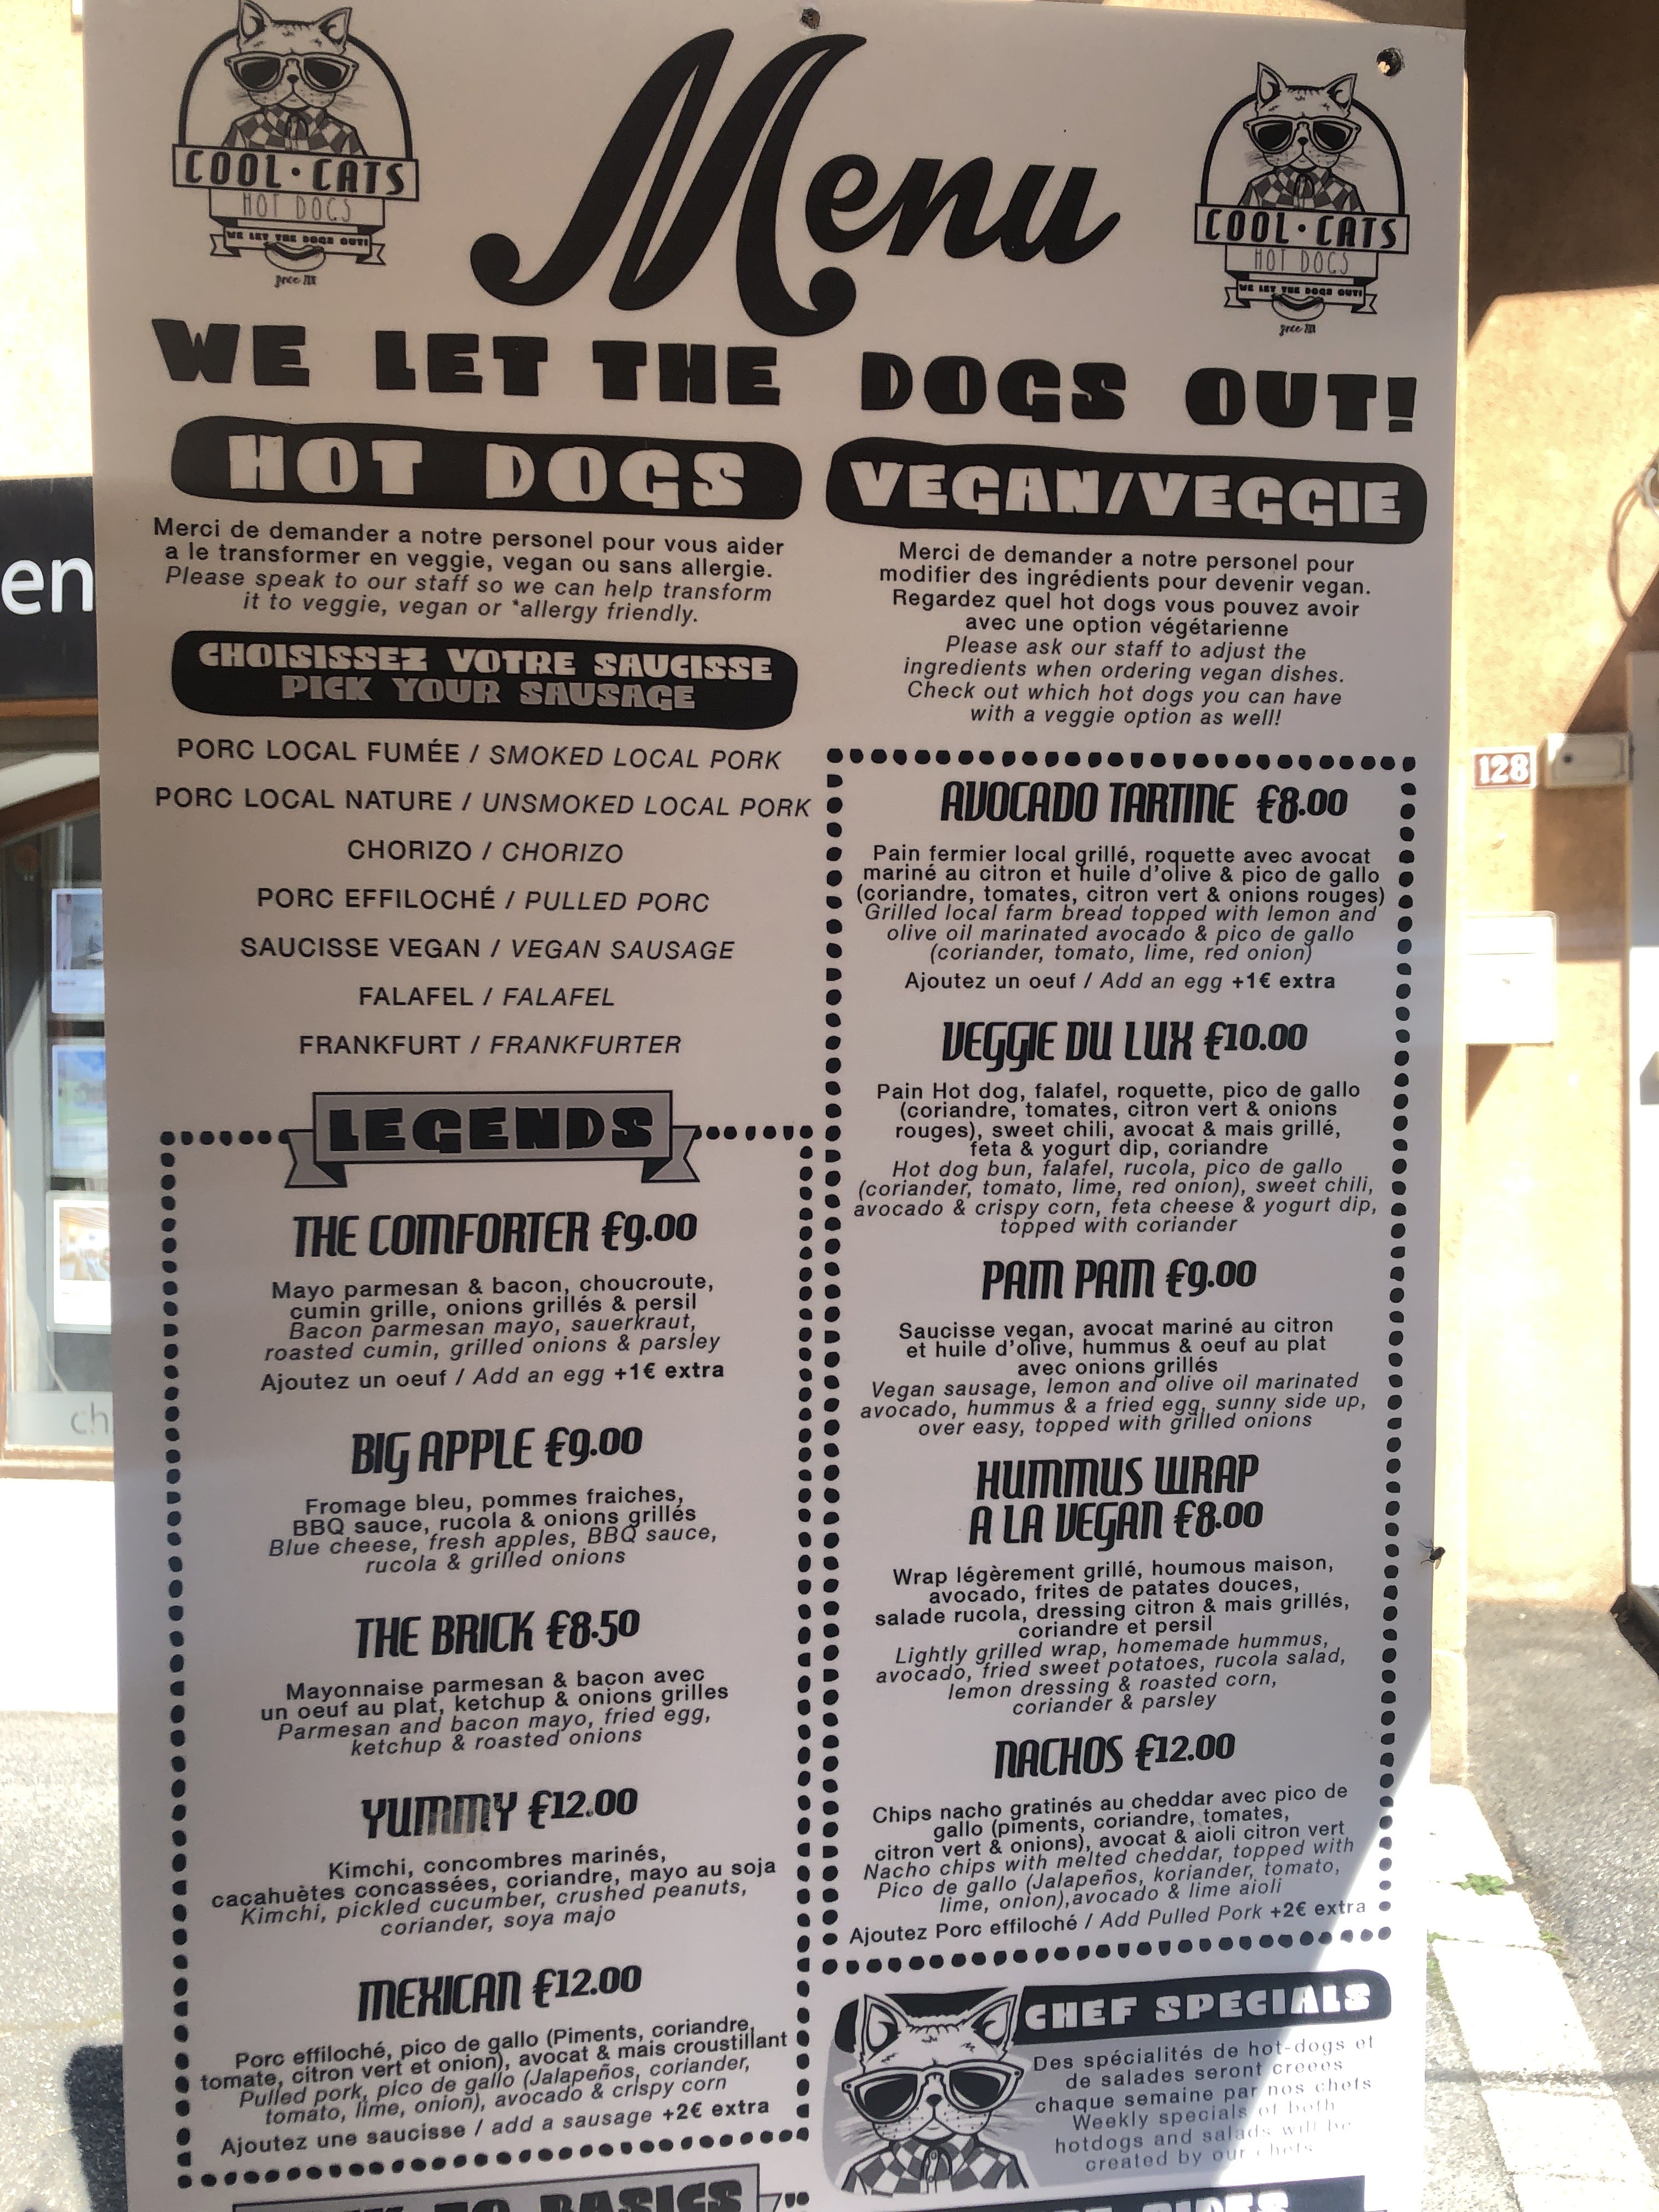 COOL·CATS
HOT DOGS
WE LET THE DOGS OUT!
Menu
COOL·CATS
HOT DOGS
WE LET THE DOGS OUT!
WE LET THE DOGS OUT!
HOT DOGS
Merci de demander a notre personel pour vous aider
a le transformer en veggie, vegan ou sans allergie.
Please speak to our staff so we can help transform
it to veggie, vegan or *allergy friendly.
CHOISISSEZ VOTRE SAUCISSE
PICK YOUR SAUSAGE
PORC LOCAL FUMÉE / SMOKED LOCAL PORK
PORC LOCAL NATURE / UNSMOKED LOCAL PORK
CHORIZO / CHORIZO
PORC EFFILOCHÉ / PULLED PORC
SAUCISSE VEGAN / VEGAN SAUSAGE
FALAFEL / FALAFEL
FRANKFURT / FRANKFURTER
LEGENDS
THE COMFORTER €9.00
Mayo parmesan & bacon, choucroute,
cumin grille, onions grillés & persil
Bacon parmesan mayo, sauerkraut,
roasted cumin, grilled onions & parsley
Ajoutez un oeuf / Add an egg +1€ extra
BIG APPLE €9.00
Fromage bleu, pommes fraiches,
BBQ sauce, rucola & onions grillés
Blue cheese, fresh apples, BBQ sauce,
rucola & grilled onions
THE BRICK €8.50
Mayonnaise parmesan & bacon avec
un oeuf au plat, ketchup & onions grilles
Parmesan and bacon mayo, fried egg,
ketchup & roasted onions
YUMMY €12.00
Kimchi, concombres marinés,
cacahuètes concassées, coriandre, mayo au soja
Kimchi, pickled cucumber, crushed peanuts,
coriander, soya majo
MEXICAN €12.00
Porc effiloché, pico de gallo (Piments, coriandre,
tomate, citron vert et onion), avocat & mais croustillant
Pulled pork, pico de gallo (Jalapeños, coriander,
tomato, lime, onion), avocado & crispy corn
Ajoutez une saucisse / add a sausage +2€ extra
TO BASICS
VEGAN/VEGGIE
Merci de demander a notre personel pour
modifier des ingrédients pour devenir vegan.
Regardez quel hot dogs vous pouvez avoir
avec une option végétarienne
Please ask our staff to adjust the
ingredients when ordering vegan dishes.
Check out which hot dogs you can have
with a veggie option as well!
AVOCADO TARTINE €8.00
Pain fermier local grillé, roquette avec avocat
mariné au citron et huile d'olive & pico de gallo
(coriandre, tomates, citron vert & onions rouges)
Grilled local farm bread topped with lemon and
olive oil marinated avocado & pico de gallo
(coriander, tomato, lime, red onion)
Ajoutez un oeuf / Add an egg +1€ extra
VEGGIE DU LUX €10.00
Pain Hot dog, falafel, roquette, pico de gallo
(coriandre, tomates, citron vert & onions
rouges), sweet chili, avocat & mais grillé,
feta & yogurt dip, coriandre
Hot dog bun, falafel, rucola, pico de gallo
(coriander, tomato, lime, red onion), sweet chili,
avocado & crispy corn, feta cheese & yogurt dip,
topped with coriander
PAM PAM €9.00
Saucisse vegan, avocat mariné au citron
et huile d'olive, hummus & oeuf au plat
avec onions grillés
Vegan sausage, lemon and olive oil marinated
avocado, hummus & a fried egg, sunny side up,
over easy, topped with grilled onions
HUMMUS WRAP
A LA VEGAN €8.00
Wrap légèrement grillé, houmous maison,
avocado, frites de patates douces,
salade rucola, dressing citron & mais grillés,
coriandre et persil
Lightly grilled wrap, homemade hummus,
avocado, fried sweet potatoes, rucola salad,
lemon dressing & roasted corn,
coriander & parsley
NACHOS €12.00
Chips nacho gratinés au cheddar avec pico de
gallo (piments, coriandre, tomates,
citron vert & onions), avocat & aioli citron vert
Nacho chips with melted cheddar, topped with
Pico de gallo (Jalapeños, koriander, tomato,
lime, onion),avocado & lime aioli
Ajoutez Porc effiloché / Add Pulled Pork +2€ extra
CHEF SPECIALS
Des spécialités de hot-dogs et
de salades seront creees
chaque semaine par nos chefs
Weekly specials of both
hotdogs and salads will be
created by our chefs
en
ch
128